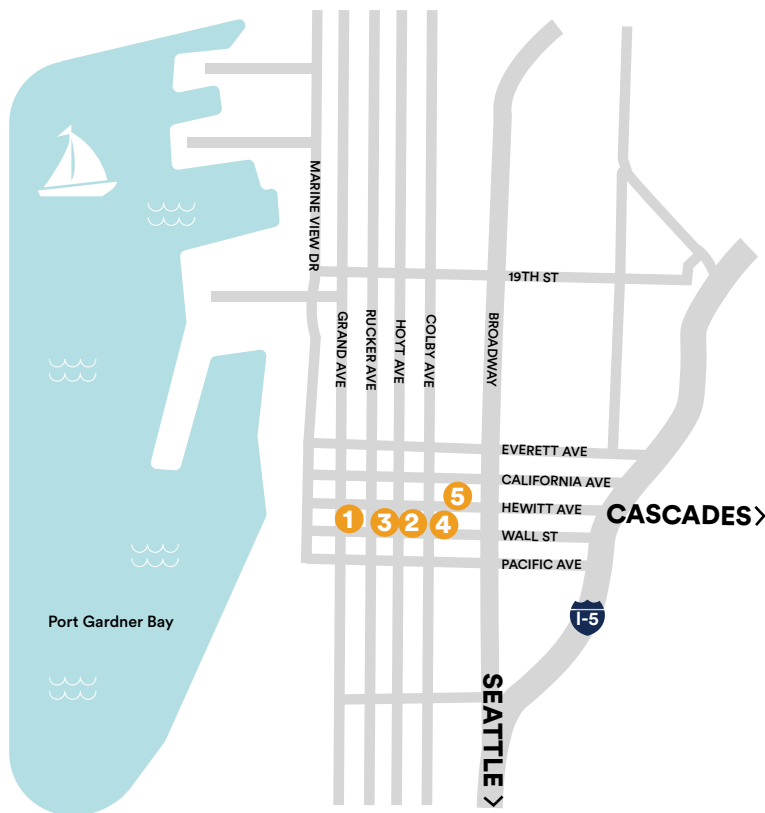 MARINE VIEW DR
19TH ST
GRAND AVE
RUCKER AVE
HOYT AVE
COLBY AVE
BROADWAY
EVERETT AVE
CALIFORNIA AVE
5
HEWITT AVE
CASCADES>
1
3
2
4
WALL ST
PACIFIC AVE
I-5
Port Gardner Bay
SEATTLE >